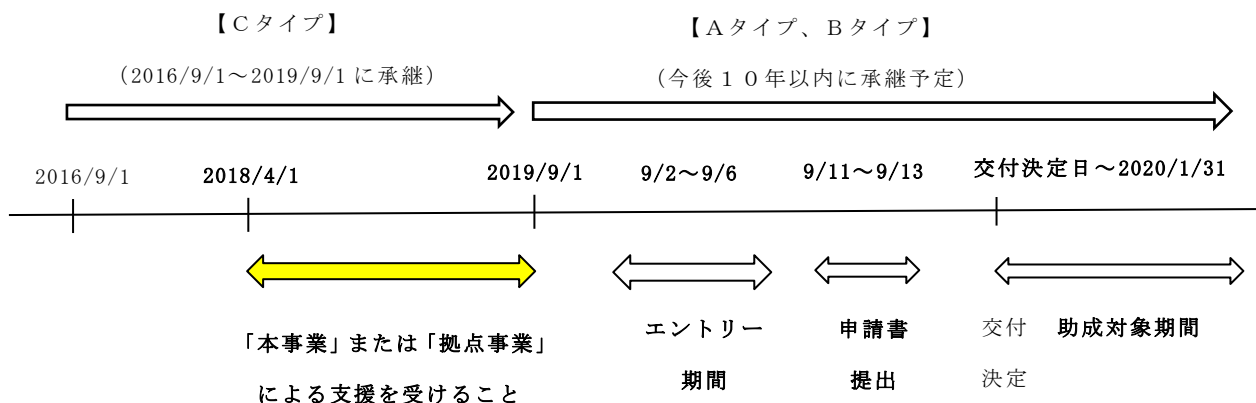 【Ｃタイプ】
【Ａタイプ、Ｂタイプ】
（2016/9/1～2019/9/1 に承継）
（今後１０年以内に承継予定）
2016/9/1
2018/4/1
2019/9/1
9/2～9/6
9/11～9/13
交付決定日～2020/1/31
「本事業」または「拠点事業」
による支援を受けること
エントリー
期間
申請書
提出
交付
決定
助成対象期間